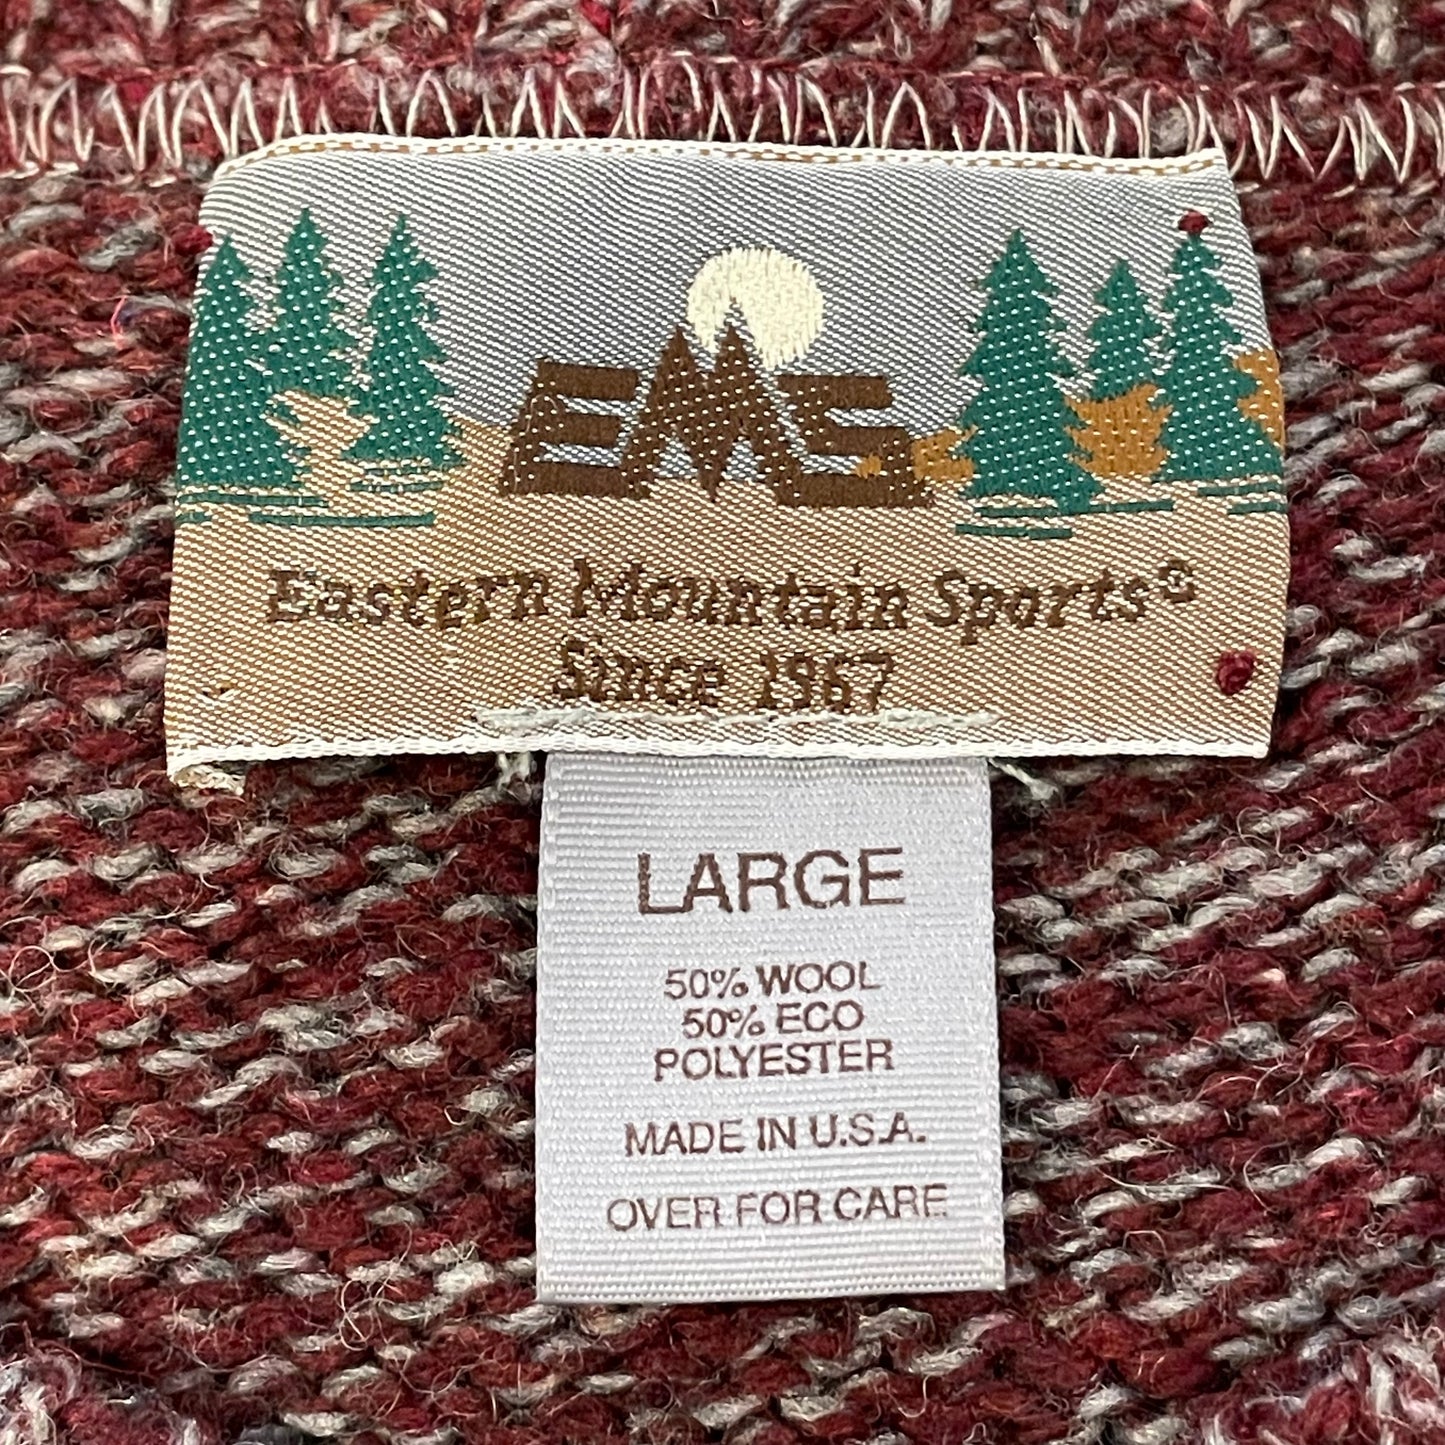 EMS
Eastern Mountain Sports®
Since 1967
LARGE
50% WOOL
50% ECO
POLYESTER
MADE IN U.S.A.
OVER FOR CARE